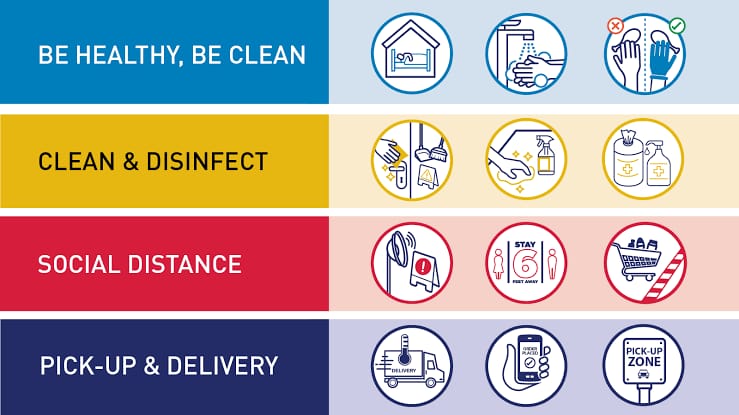 BE HEALTHY, BE CLEAN
CLEAN & DISINFECT
SOCIAL DISTANCE
STAY
6
FEET AWAY
PICK-UP & DELIVERY
DELIVERY
ORDER
PLACED
PICK-UP
ZONE